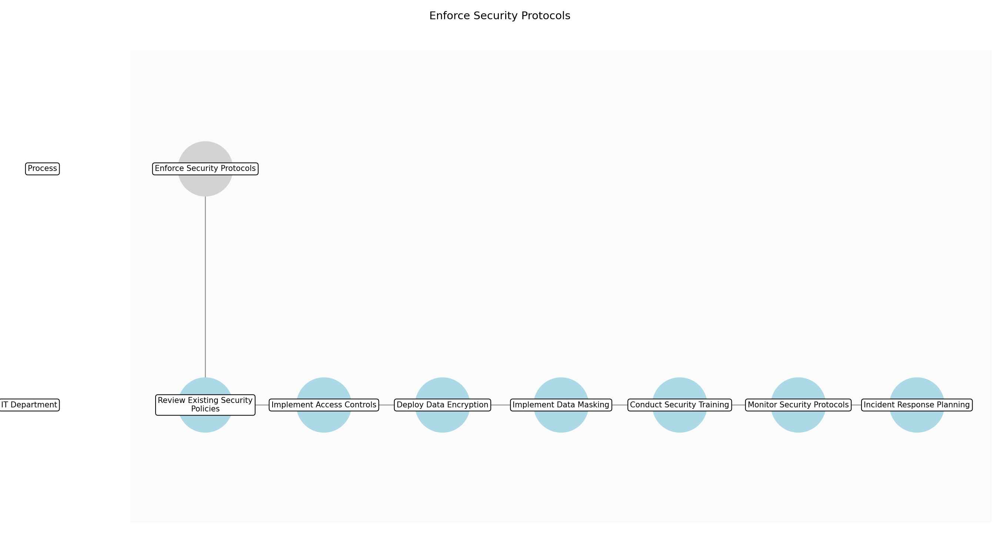 Enforce Security Protocols
Process
Enforce Security Protocols
IT Department
Review Existing Security
Policies
Implement Access Controls
Deploy Data Encryption
Implement Data Masking
Conduct Security Training
Monitor Security Protocols
Incident Response Planning